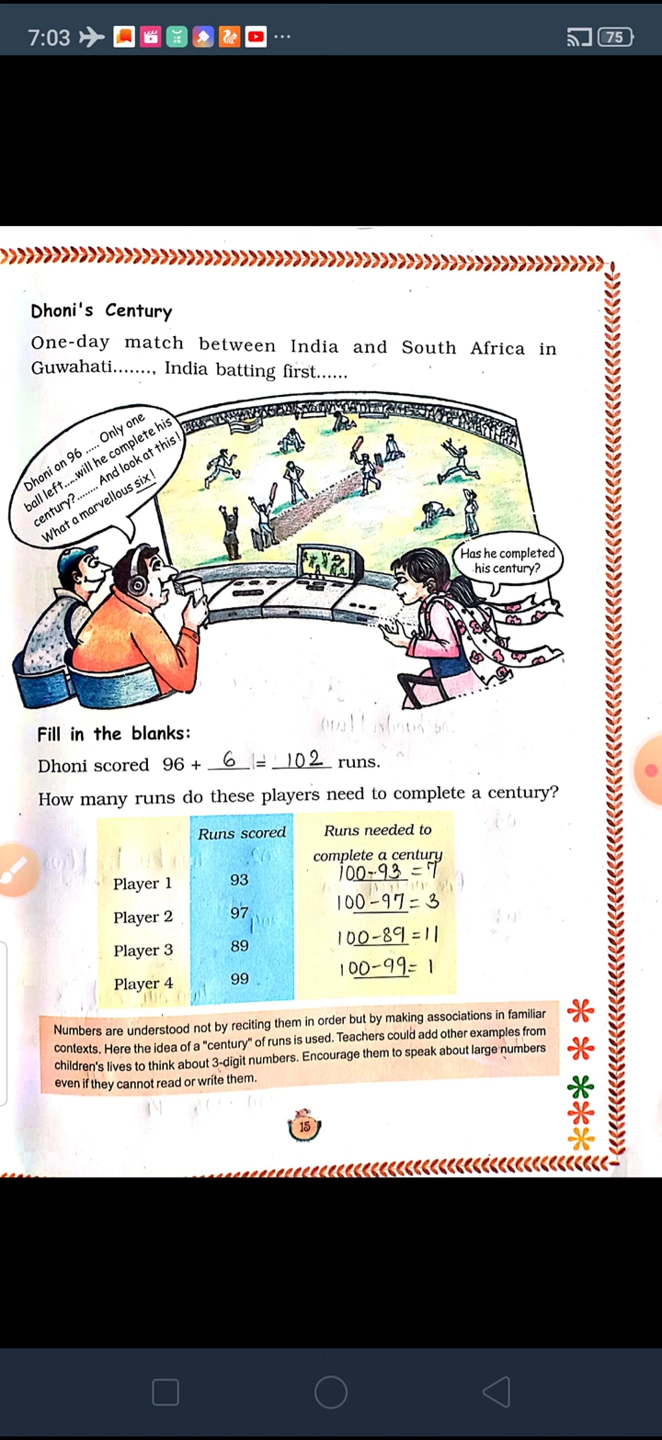 7:03
75
Dhoni's Century
One-day match between India and South Africa in
Guwahati......., India batting first......
Dhoni on 96 ..... Only one
ball left....will he complete his
century?........ And look at this!
What a marvellous six!
Has he completed
his century?
Fill in the blanks:
Dhoni scored 96 + 6 = 102 runs.
How many runs do these players need to complete a century?
Runs scored Runs needed to
complete a century
Player 1 93 100-93 = 7
Player 2 97 100-97 = 3
Player 3 89 100-89 = 11
Player 4 99 100-99 = 1
Numbers are understood not by reciting them in order but by making associations in familiar
contexts. Here the idea of a "century" of runs is used. Teachers could add other examples from
children's lives to think about 3-digit numbers. Encourage them to speak about large numbers
even if they cannot read or write them.
15